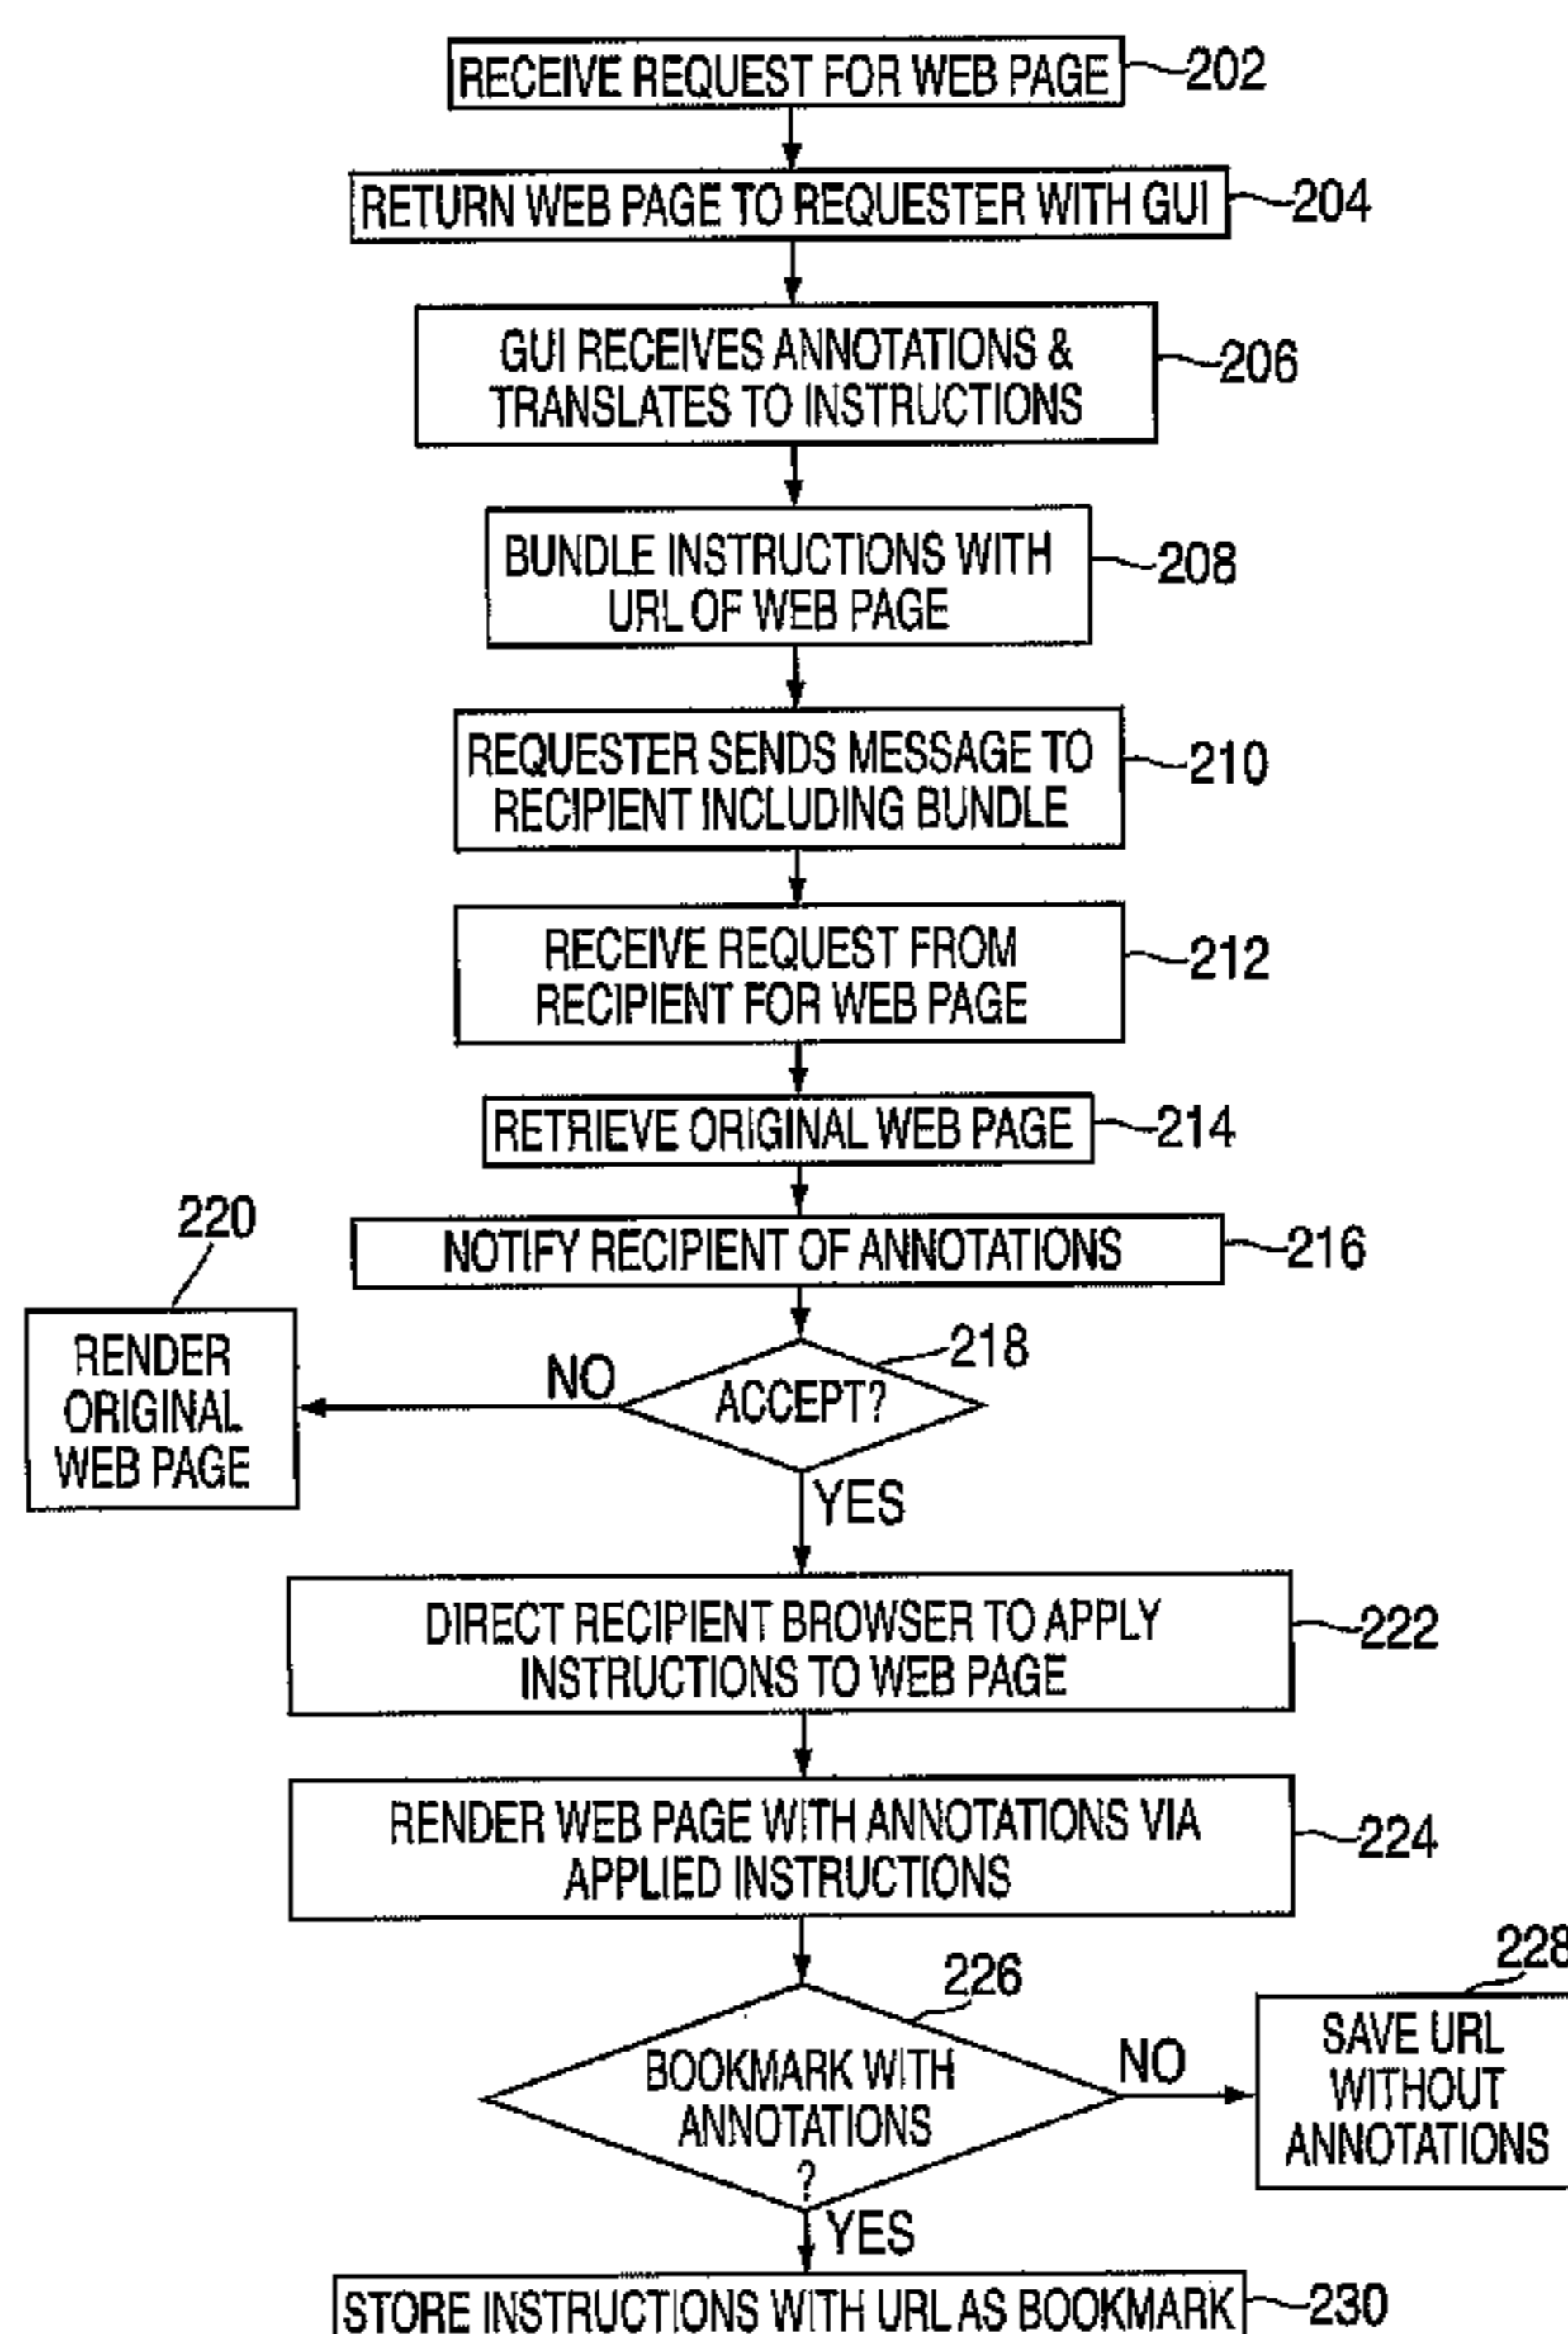 RECEIVE REQUEST FOR WEB PAGE
202
RETURN WEB PAGE TO REQUESTER WITH GUI
204
GUI RECEIVES ANNOTATIONS &
TRANSLATES TO INSTRUCTIONS
206
BUNDLE INSTRUCTIONS WITH
URL OF WEB PAGE
208
REQUESTER SENDS MESSAGE TO
RECIPIENT INCLUDING BUNDLE
210
RECEIVE REQUEST FROM
RECIPIENT FOR WEB PAGE
212
RETRIEVE ORIGINAL WEB PAGE
214
NOTIFY RECIPIENT OF ANNOTATIONS
216
220
RENDER
ORIGINAL
WEB PAGE
NO
ACCEPT?
218
YES
DIRECT RECIPIENT BROWSER TO APPLY
INSTRUCTIONS TO WEB PAGE
222
RENDER WEB PAGE WITH ANNOTATIONS VIA
APPLIED INSTRUCTIONS
224
226
BOOKMARK WITH
ANNOTATIONS
?
NO
228
SAVE URL
WITHOUT
ANNOTATIONS
YES
STORE INSTRUCTIONS WITH URL AS BOOKMARK
230